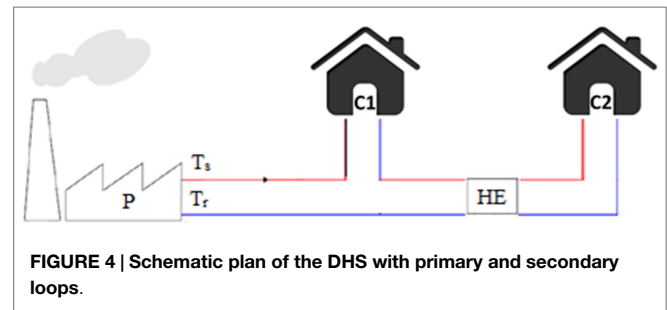 C1
C2
Ts
P
Tr
HE
FIGURE 4 | Schematic plan of the DHS with primary and secondary
loops.